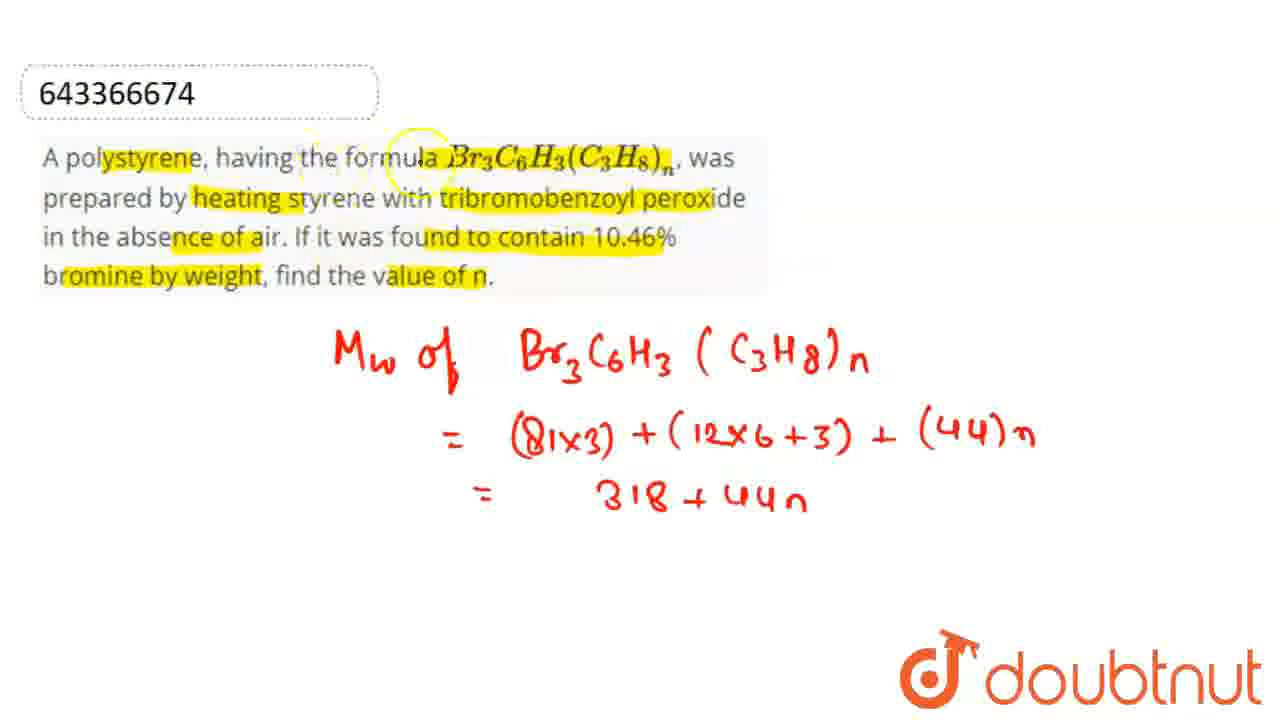 643366674
A polystyrene, having the formula Br₃C₆H₃(C₃H₈)ₙ, was
prepared by heating styrene with tribromobenzoyl peroxide
in the absence of air. If it was found to contain 10.46%
bromine by weight, find the value of n.
Mw of Br₃C₆H₃ (C₃H₈)n
= (81×3) + (12×6+3) + (44)n
= 318 + 44n
doubtnut